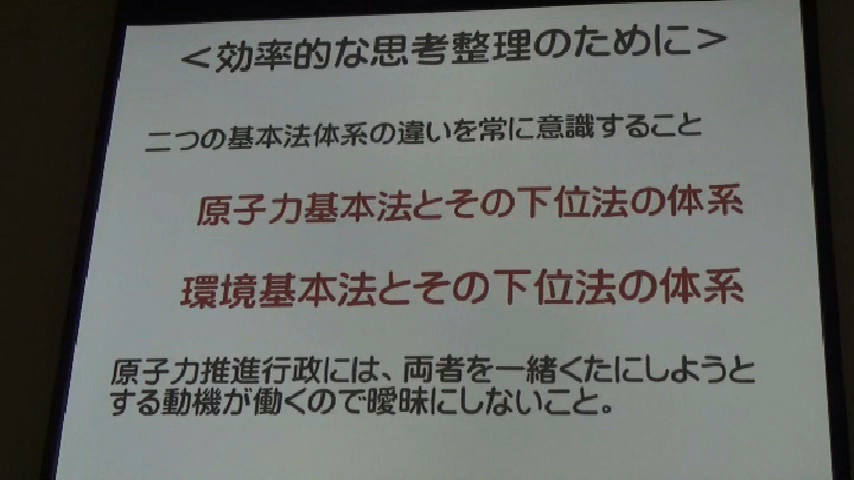 ＜効率的な思考整理のために＞
二つの基本法体系の違いを常に意識すること
原子力基本法とその下位法の体系
環境基本法とその下位法の体系
原子力推進行政には、両者を一緒くたにしようと
する動機が働くので曖昧にしないこと。